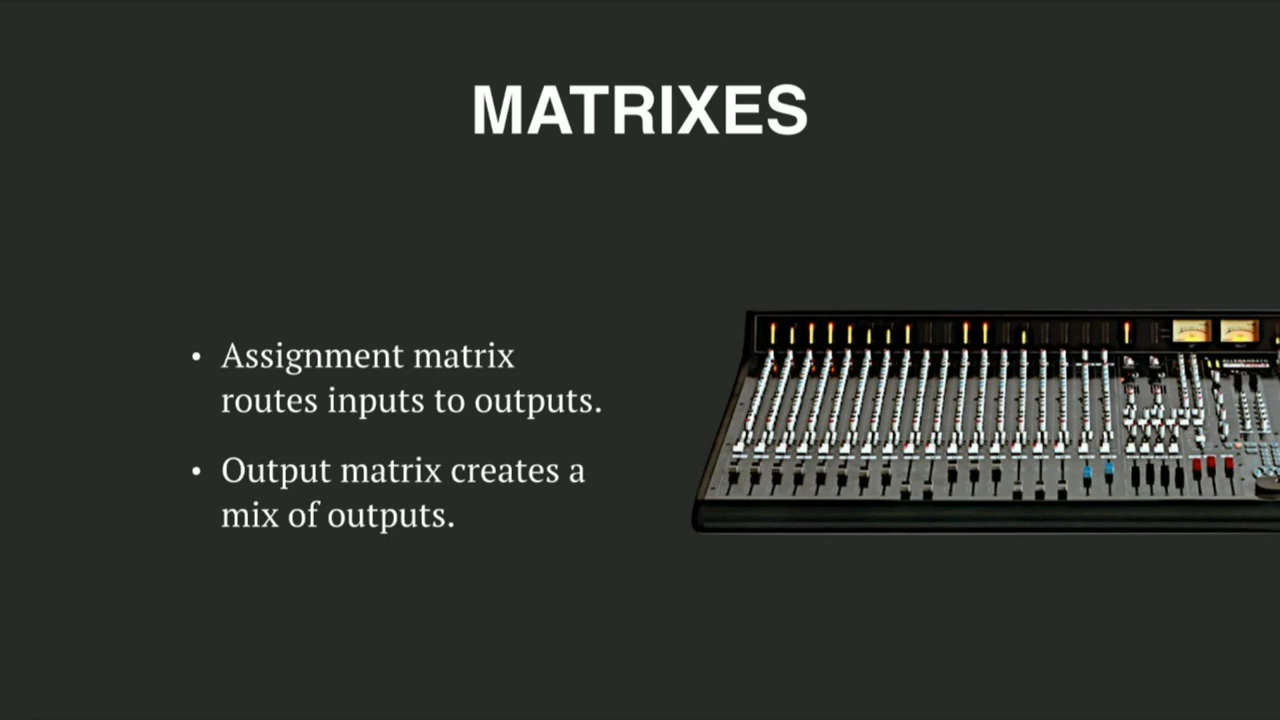 MATRIXES
• Assignment matrix
routes inputs to outputs.
• Output matrix creates a
mix of outputs.